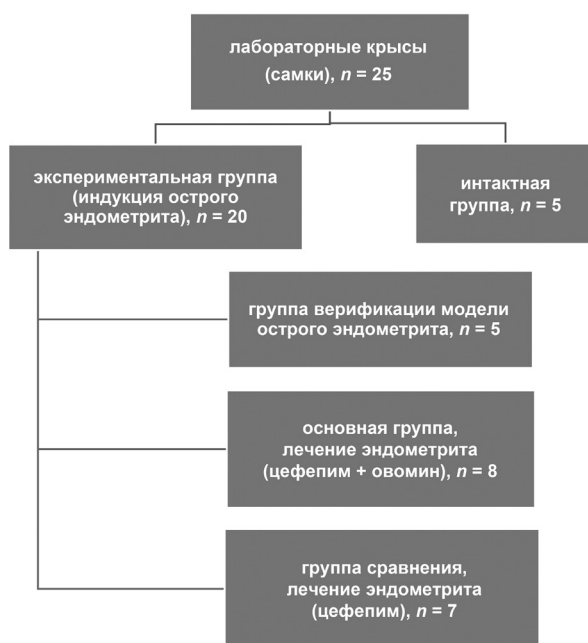 лабораторные крысы
(самки), n = 25
экспериментальная группа
(индукция острого
эндометрита), n = 20
интактная
группа, n = 5
группа верификации модели
острого эндометрита, n = 5
основная группа,
лечение эндометрита
(цефепим + овомин), n = 8
группа сравнения,
лечение эндометрита
(цефепим), n = 7